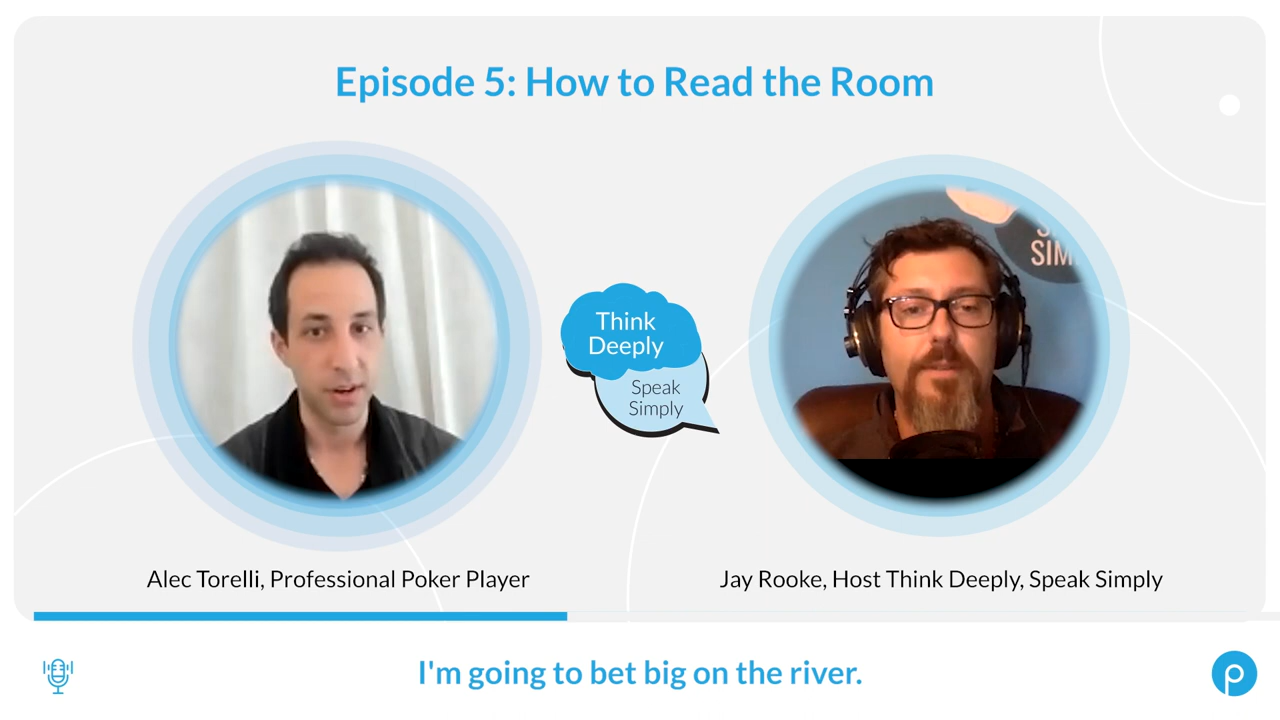 Episode 5: How to Read the Room
Think
Deeply
Speak
Simply
Alec Torelli, Professional Poker Player
Jay Rooke, Host Think Deeply, Speak Simply
I'm going to bet big on the river.